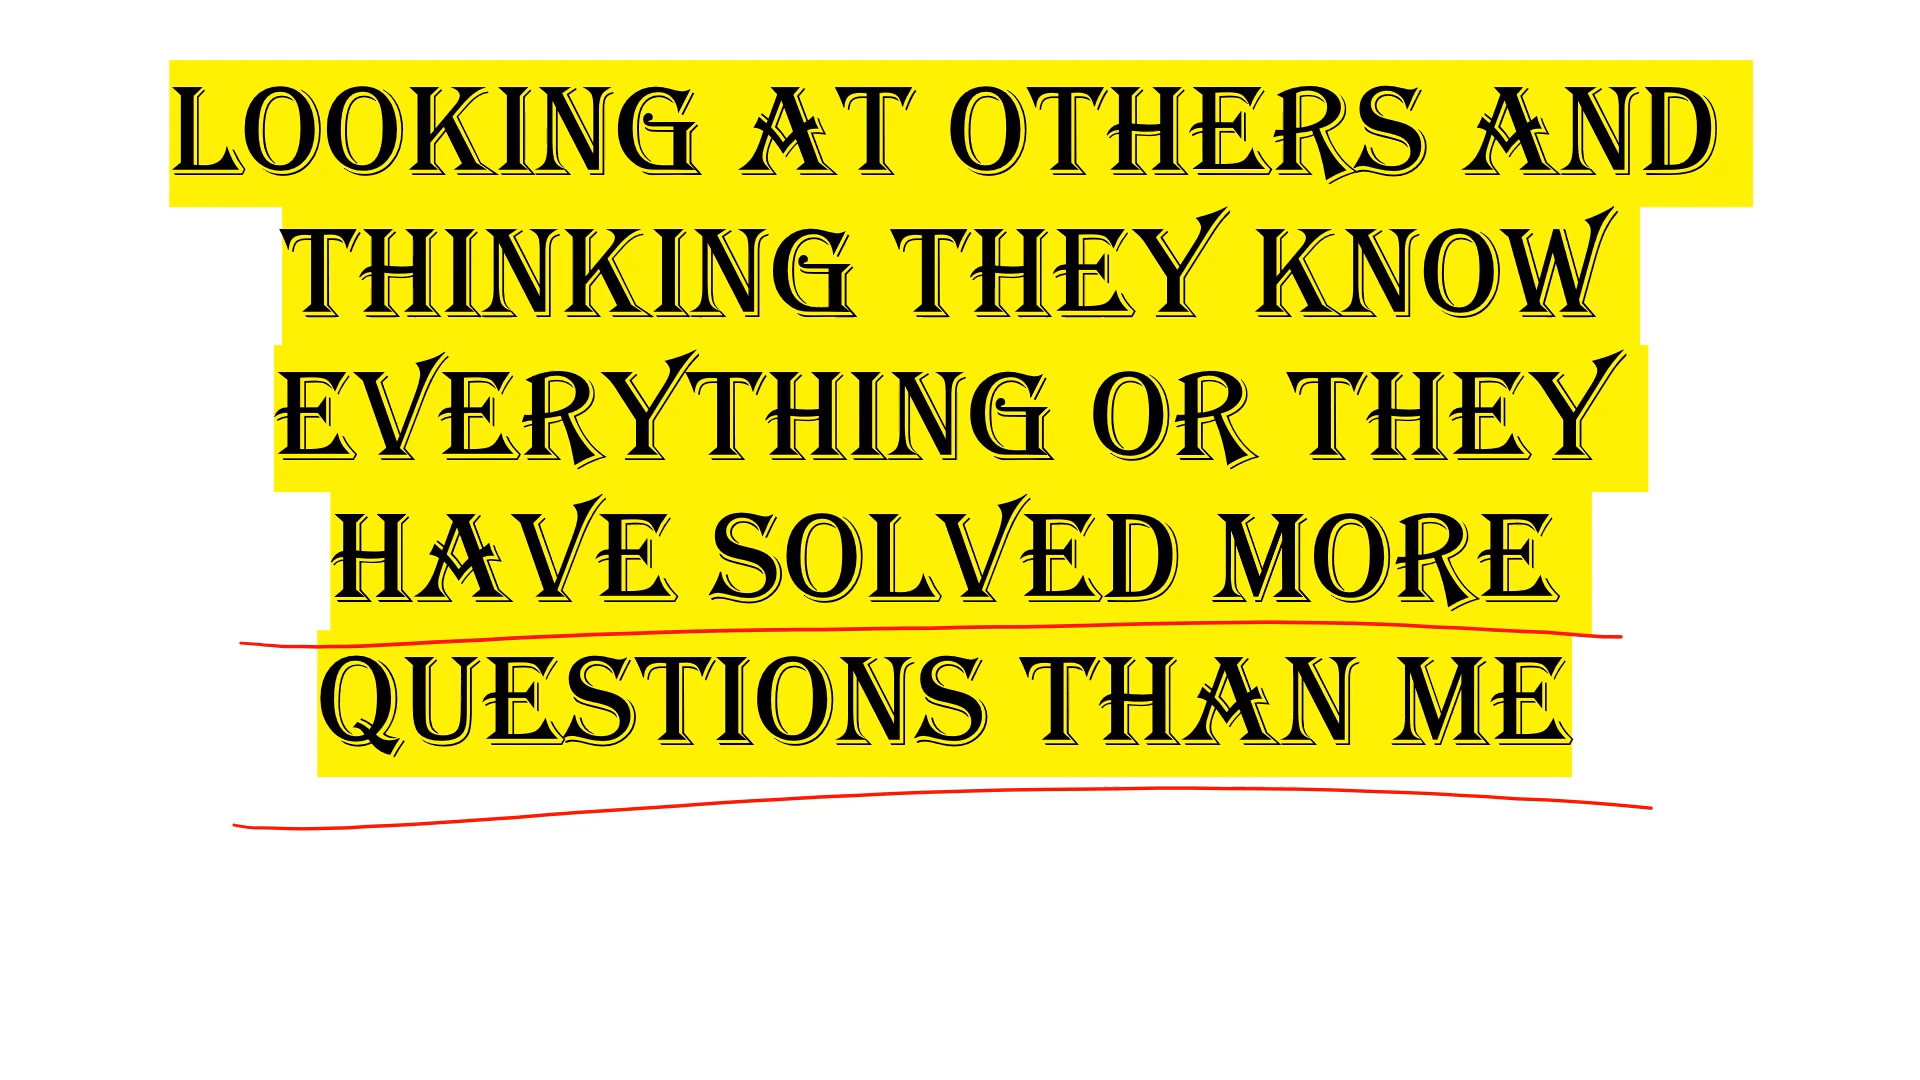 LOOKING AT OTHERS AND
THINKING THEY KNOW
EVERYTHING OR THEY
HAVE SOLVED MORE
QUESTIONS THAN ME